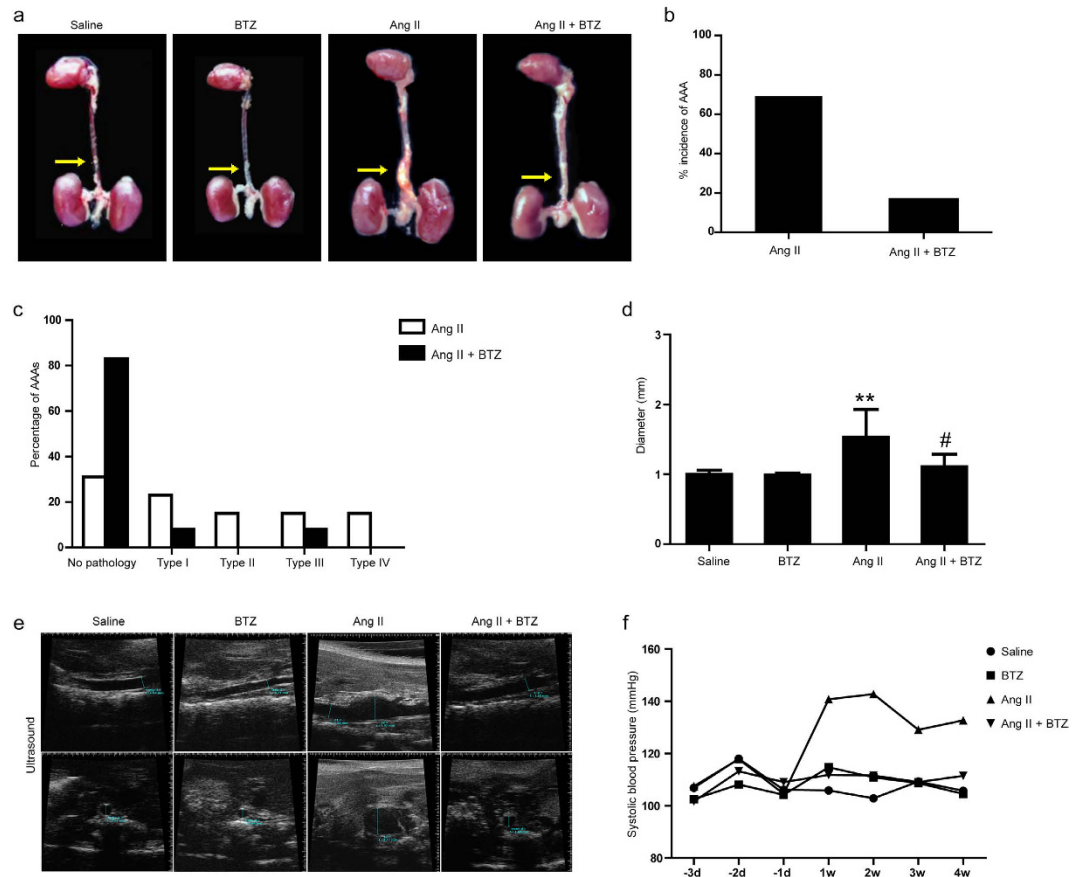 a
Saline BTZ Ang II Ang II + BTZ
b
100
80
60
40
20
0
% incidence of AAA
Ang II Ang II + BTZ
c
100
80
60
40
20
0
Percentage of AAAs
No pathology Type I Type II Type III Type IV
Ang II
Ang II + BTZ
d
3
2
1
0
Diameter (mm)
**
#
Saline BTZ Ang II Ang II + BTZ
e
Saline BTZ Ang II Ang II + BTZ
Ultrasound
f
160
140
120
100
80
Systolic blood pressure (mmHg)
-3d -2d -1d 1w 2w 3w 4w
Saline
BTZ
Ang II
Ang II + BTZ